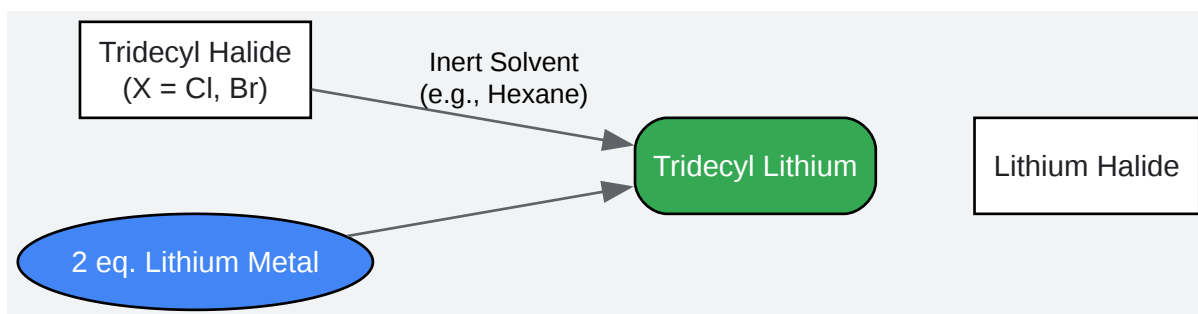 Tridecyl Halide
(X = Cl, Br)
Inert Solvent
(e.g., Hexane)
Tridecyl Lithium
Lithium Halide
2 eq. Lithium Metal